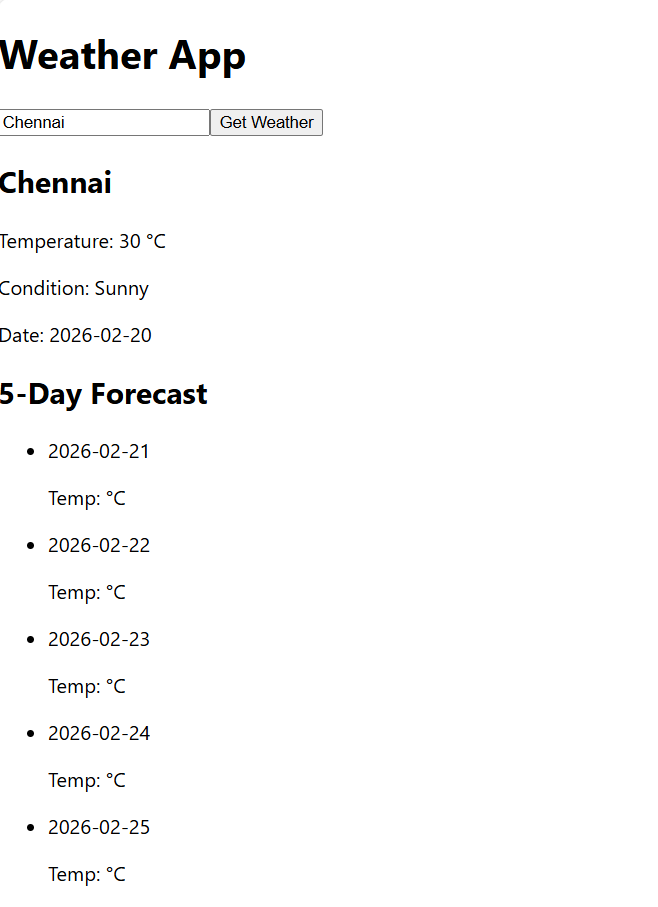 Weather App
Chennai Get Weather
Chennai
Temperature: 30 °C
Condition: Sunny
Date: 2026-02-20
5-Day Forecast
• 2026-02-21
Temp: °C
• 2026-02-22
Temp: °C
• 2026-02-23
Temp: °C
• 2026-02-24
Temp: °C
• 2026-02-25
Temp: °C